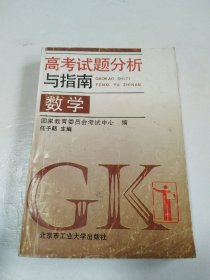 高考试题分析
与指南
GAOKAO SHITI
FENXI YU ZHINAN
数学
国家教育委员会考试中心 编
任子朝 主编
GK
北京市工业大学出版社